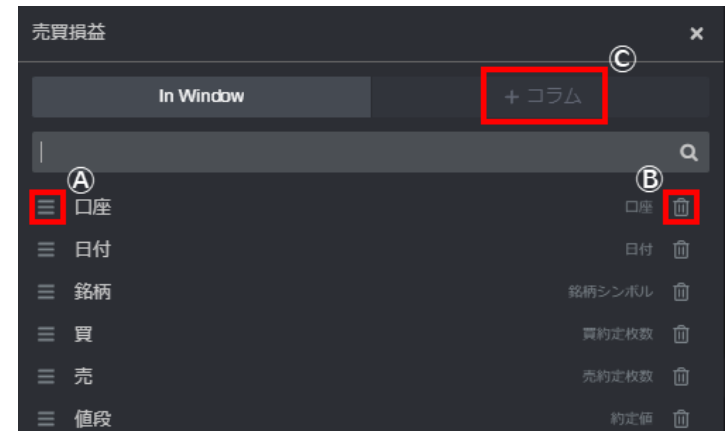 売買損益 ×
Ⓒ
In Window + コラム
Ⓐ Ⓑ
口座 口座
日付 日付
銘柄 銘柄シンボル
買 買約定枚数
売 売約定枚数
値段 約定値